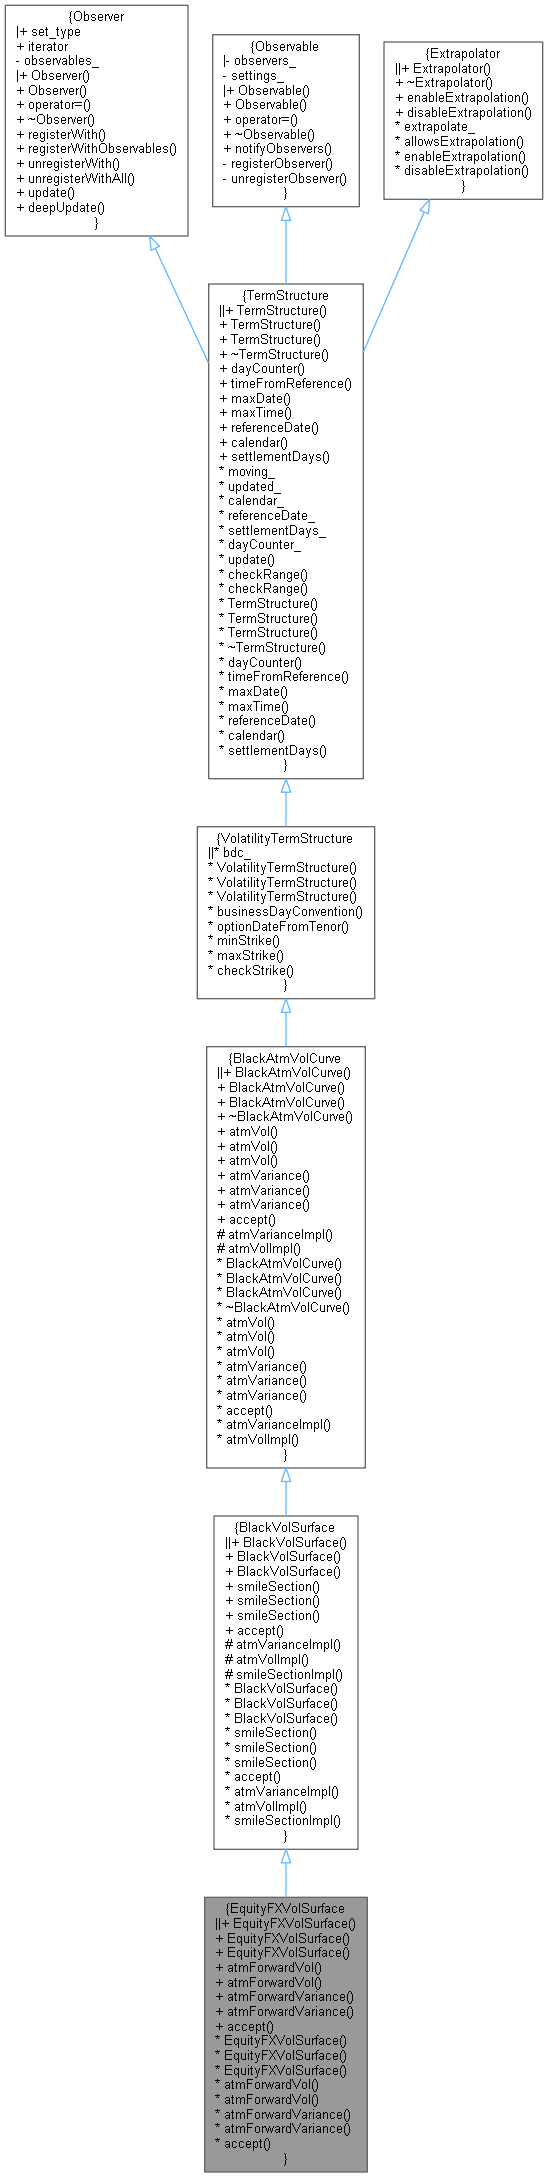 {Observer
|+ set_type
+ iterator
- observables_
|+ Observer()
+ Observer()
+ operator=()
+ ~Observer()
+ registerWith()
+ registerWithObservables()
+ unregisterWith()
+ unregisterWithAll()
+ update()
+ deepUpdate()
}
{Observable
|- observers_
- settings_
|+ Observable()
+ Observable()
+ operator=()
+ ~Observable()
+ notifyObservers()
- registerObserver()
- unregisterObserver()
}
{Extrapolator
||+ Extrapolator()
+ ~Extrapolator()
+ enableExtrapolation()
+ disableExtrapolation()
* extrapolate_
* allowsExtrapolation()
* enableExtrapolation()
* disableExtrapolation()
}
{TermStructure
||+ TermStructure()
+ TermStructure()
+ TermStructure()
+ ~TermStructure()
+ dayCounter()
+ timeFromReference()
+ maxDate()
+ maxTime()
+ referenceDate()
+ calendar()
+ settlementDays()
* moving_
* updated_
* calendar_
* referenceDate_
* settlementDays_
* dayCounter_
* update()
* checkRange()
* checkRange()
* TermStructure()
* TermStructure()
* TermStructure()
* ~TermStructure()
* dayCounter()
* timeFromReference()
* maxDate()
* maxTime()
* referenceDate()
* calendar()
* settlementDays()
}
{VolatilityTermStructure
||* bdc_
* VolatilityTermStructure()
* VolatilityTermStructure()
* VolatilityTermStructure()
* businessDayConvention()
* optionDateFromTenor()
* minStrike()
* maxStrike()
* checkStrike()
}
{BlackAtmVolCurve
||+ BlackAtmVolCurve()
+ BlackAtmVolCurve()
+ BlackAtmVolCurve()
+ ~BlackAtmVolCurve()
+ atmVol()
+ atmVol()
+ atmVol()
+ atmVariance()
+ atmVariance()
+ atmVariance()
+ accept()
# atmVarianceImpl()
# atmVolImpl()
* BlackAtmVolCurve()
* BlackAtmVolCurve()
* BlackAtmVolCurve()
* ~BlackAtmVolCurve()
* atmVol()
* atmVol()
* atmVol()
* atmVariance()
* atmVariance()
* atmVariance()
* accept()
* atmVarianceImpl()
* atmVolImpl()
}
{BlackVolSurface
||+ BlackVolSurface()
+ BlackVolSurface()
+ BlackVolSurface()
+ smileSection()
+ smileSection()
+ smileSection()
+ accept()
# atmVarianceImpl()
# atmVolImpl()
# smileSectionImpl()
* BlackVolSurface()
* BlackVolSurface()
* BlackVolSurface()
* smileSection()
* smileSection()
* smileSection()
* accept()
* atmVarianceImpl()
* atmVolImpl()
* smileSectionImpl()
}
{EquityFXVolSurface
||+ EquityFXVolSurface()
+ EquityFXVolSurface()
+ EquityFXVolSurface()
+ atmForwardVol()
+ atmForwardVol()
+ atmForwardVariance()
+ atmForwardVariance()
+ accept()
* EquityFXVolSurface()
* EquityFXVolSurface()
* EquityFXVolSurface()
* atmForwardVol()
* atmForwardVol()
* atmForwardVariance()
* atmForwardVariance()
* accept()
}